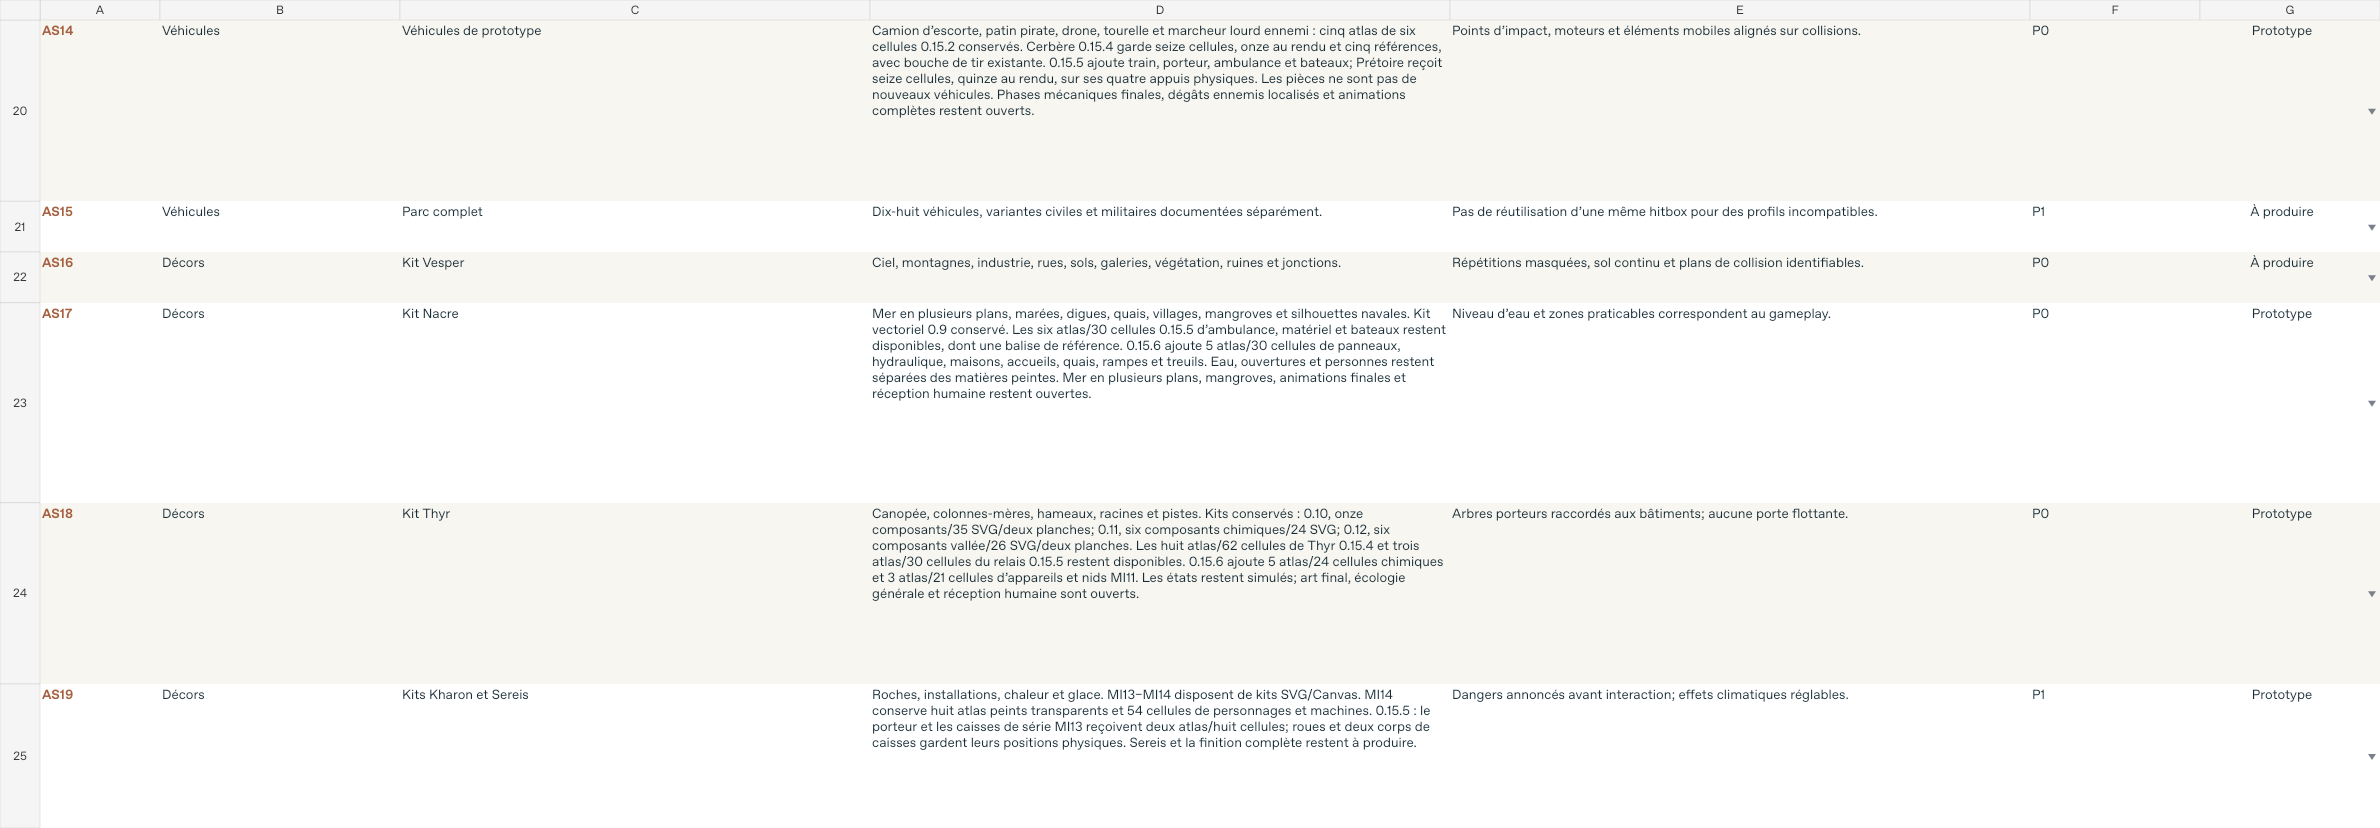 A B C D E F G
20 AS14 Véhicules Véhicules de prototype Camion d’escorte, patin pirate, drone, tourelle et marcheur lourd ennemi : cinq atlas de six Points d’impact, moteurs et éléments mobiles alignés sur collisions. P0 Prototype
cellules 0.15.2 conservés. Cerbère 0.15.4 garde seize cellules, onze au rendu et cinq références,
avec bouche de tir existante. 0.15.5 ajoute train, porteur, ambulance et bateaux; Prétoire reçoit
seize cellules, quinze au rendu, sur ses quatre appuis physiques. Les pièces ne sont pas de
nouveaux véhicules. Phases mécaniques finales, dégâts ennemis localisés et animations
complètes restent ouverts.
21 AS15 Véhicules Parc complet Dix-huit véhicules, variantes civiles et militaires documentées séparément. Pas de réutilisation d’une même hitbox pour des profils incompatibles. P1 À produire
22 AS16 Décors Kit Vesper Ciel, montagnes, industrie, rues, sols, galeries, végétation, ruines et jonctions. Répétitions masquées, sol continu et plans de collision identifiables. P0 À produire
23 AS17 Décors Kit Nacre Mer en plusieurs plans, marées, digues, quais, villages, mangroves et silhouettes navales. Kit Niveau d’eau et zones praticables correspondent au gameplay. P0 Prototype
vectoriel 0.9 conservé. Les six atlas/30 cellules 0.15.5 d’ambulance, matériel et bateaux restent
disponibles, dont une balise de référence. 0.15.6 ajoute 5 atlas/30 cellules de panneaux,
hydraulique, maisons, accueils, quais, rampes et treuils. Eau, ouvertures et personnes restent
séparées des matières peintes. Mer en plusieurs plans, mangroves, animations finales et
réception humaine restent ouvertes.
24 AS18 Décors Kit Thyr Canopée, colonnes-mères, hameaux, racines et pistes. Kits conservés : 0.10, onze Arbres porteurs raccordés aux bâtiments; aucune porte flottante. P0 Prototype
composants/35 SVG/deux planches; 0.11, six composants chimiques/24 SVG; 0.12, six
composants vallée/26 SVG/deux planches. Les huit atlas/62 cellules de Thyr 0.15.4 et trois
atlas/30 cellules du relais 0.15.5 restent disponibles. 0.15.6 ajoute 5 atlas/24 cellules chimiques
et 3 atlas/21 cellules d’appareils et nids MI11. Les états restent simulés; art final, écologie
générale et réception humaine sont ouverts.
25 AS19 Décors Kits Kharon et Sereis Roches, installations, chaleur et glace. MI13–MI14 disposent de kits SVG/Canvas. MI14 Dangers annoncés avant interaction; effets climatiques réglables. P1 Prototype
conserve huit atlas peints transparents et 54 cellules de personnages et machines. 0.15.5 : le
porteur et les caisses de série MI13 reçoivent deux atlas/huit cellules; roues et deux corps de
caisses gardent leurs positions physiques. Sereis et la finition complète restent à produire.